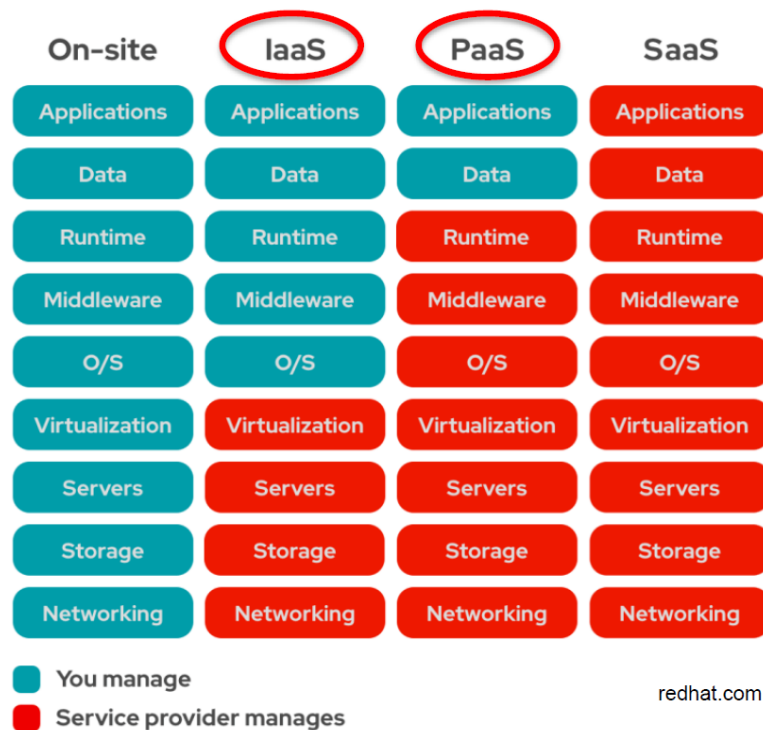 On-site IaaS PaaS SaaS
Applications Applications Applications Applications
Data Data Data Data
Runtime Runtime Runtime Runtime
Middleware Middleware Middleware Middleware
O/S O/S O/S O/S
Virtualization Virtualization Virtualization Virtualization
Servers Servers Servers Servers
Storage Storage Storage Storage
Networking Networking Networking Networking
You manage
redhat.com
Service provider manages